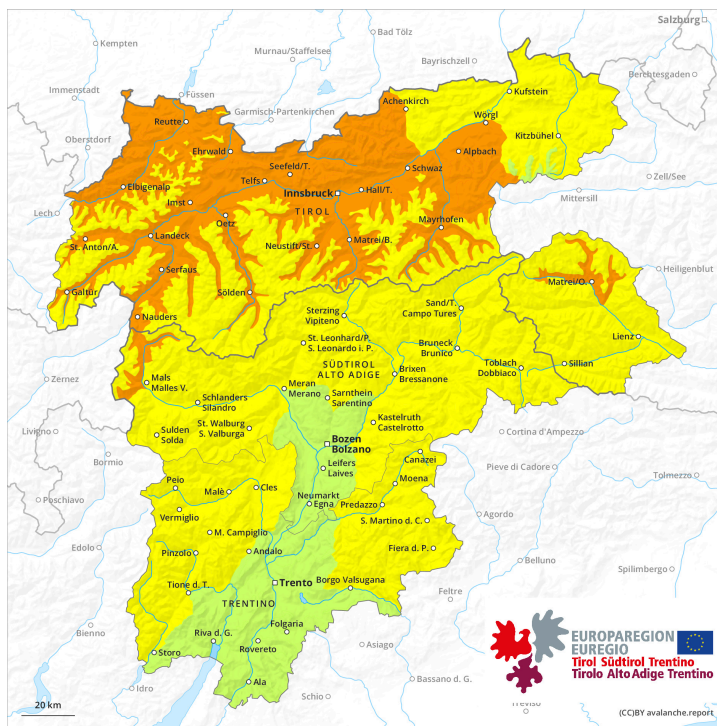 Salzburg
Kempten
Bad Tölz
Murnau/Staffelsee
Bayrischzell
Berchtesgaden
Immenstadt
Füssen
Achenkirch
Kufstein
Garmisch-Partenkirchen
Reutte
Wörgl
Oberstdorf
Ehrwald
Kitzbühel
Seefeld/T.
Alpbach
Schwaz
Zell/See
Elbigenalp
Telfs
Innsbruck
Hall/T.
Mittersill
Lech
Imst
TIROL
Oetz
Mayrhofen
St. Anton/A.
Landeck
Neustift/St.
Matrei/B.
Serfaus
Heiligenblut
Galtür
Sölden
Matrei/O.
Nauders
Sterzing
Vipiteno
Sand/T.
Campo Tures
Lienz
St. Leonhard/P.
S. Leonardo i. P.
Bruneck
Brunico
Toblach
Dobbiaco
Sillian
Zernez
SÜDTIROL
ALTO ADIGE
Brixen
Bressanone
Mals
Malles V.
Meran
Merano
Sarnthein
Sarentino
Schlanders
Silandro
Kastelruth
Castelrotto
Livigno
Sulden
Solda
St. Walburg
S. Valburga
Bozen
Bolzano
Cortina d'Ampezzo
Bormio
Canazei
Pieve di Cadore
Leifers
Laives
Tolmezzo
Poschiavo
Peio
Malè
Cles
Moena
Neumarkt
Egna
Predazzo
Vermiglio
Agordo
S. Martino d. C.
M. Campiglio
Edolo
Pinzolo
Andalo
Fiera d. P.
Belluno
Spilimbergo
Tione d. T.
Trento
Borgo Valsugana
Feltre
TRENTINO
Bienno
Riva d. G.
Folgaria
Rovereto
Asiago
Storo
Bassano d. G.
Idro
Ala
Schio
Treviso
EUROPAREGION
EUREGIO
Tirol Südtirol Trentino
Tirolo Alto Adige Trentino
20 km
(CC)BY avalanche.report